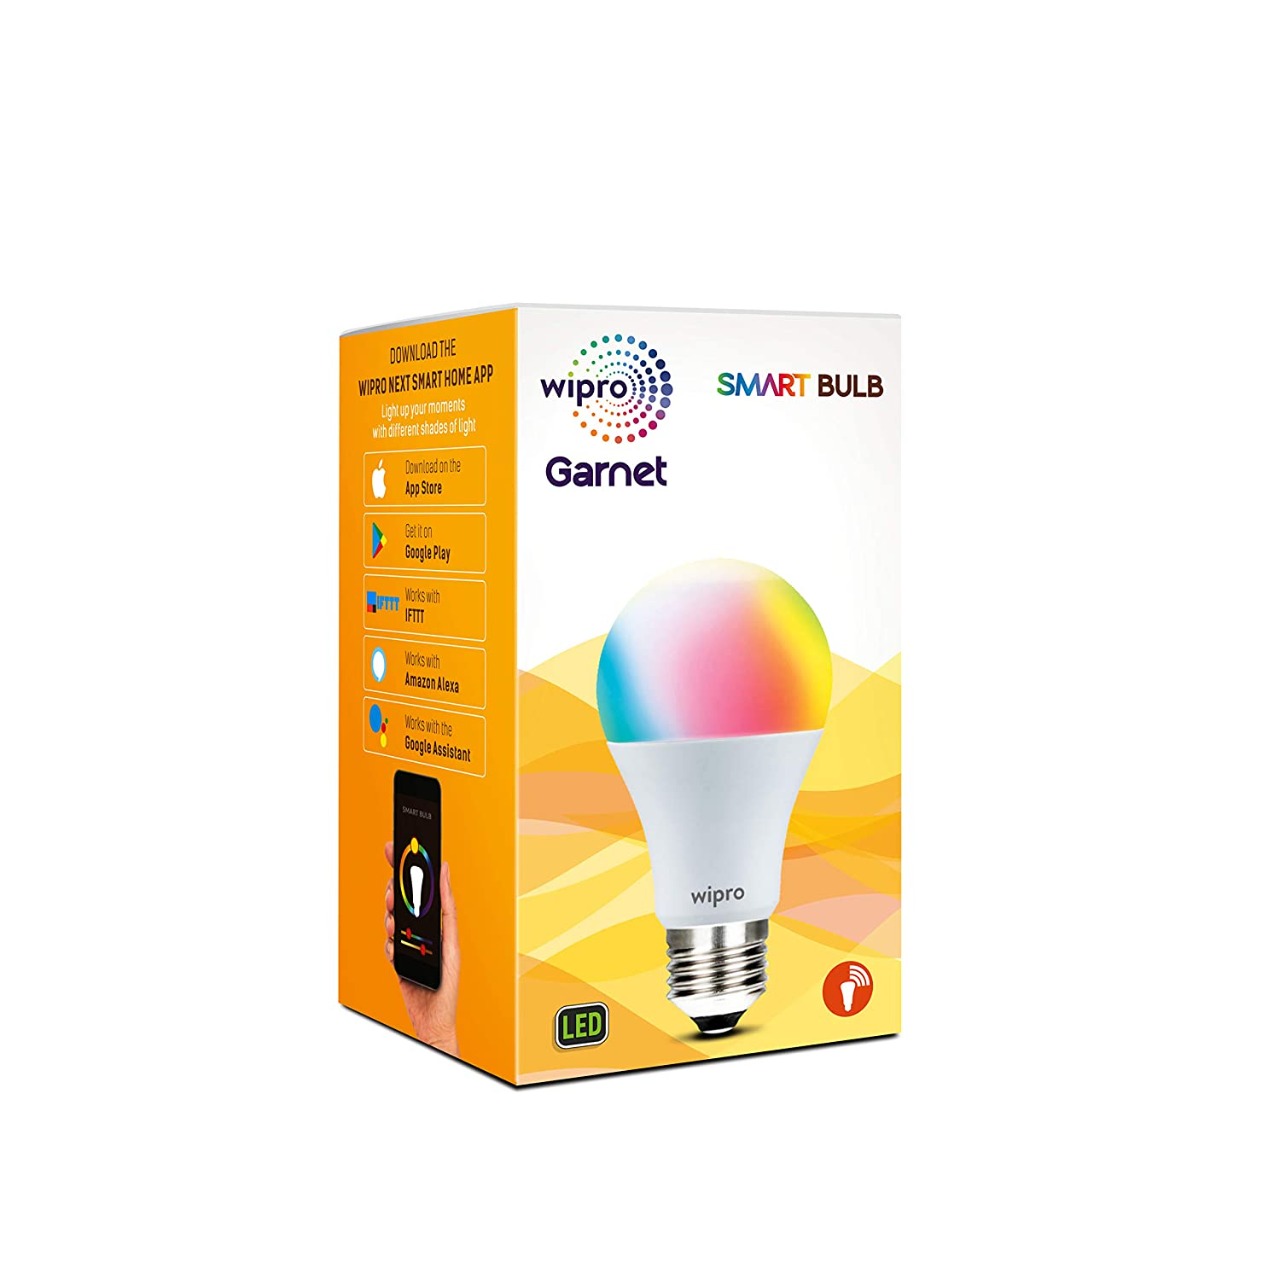 DOWNLOAD THE
WIPRO NEXT SMART HOME APP
Light up your moments
with different shades of light
Download on the
App Store
Get it on
Google Play
IFTTT
Works with
IFTTT
Works with
Amazon Alexa
Works with the
Google Assistant
SMART BULB
wipro
Garnet
SMART BULB
wipro
LED